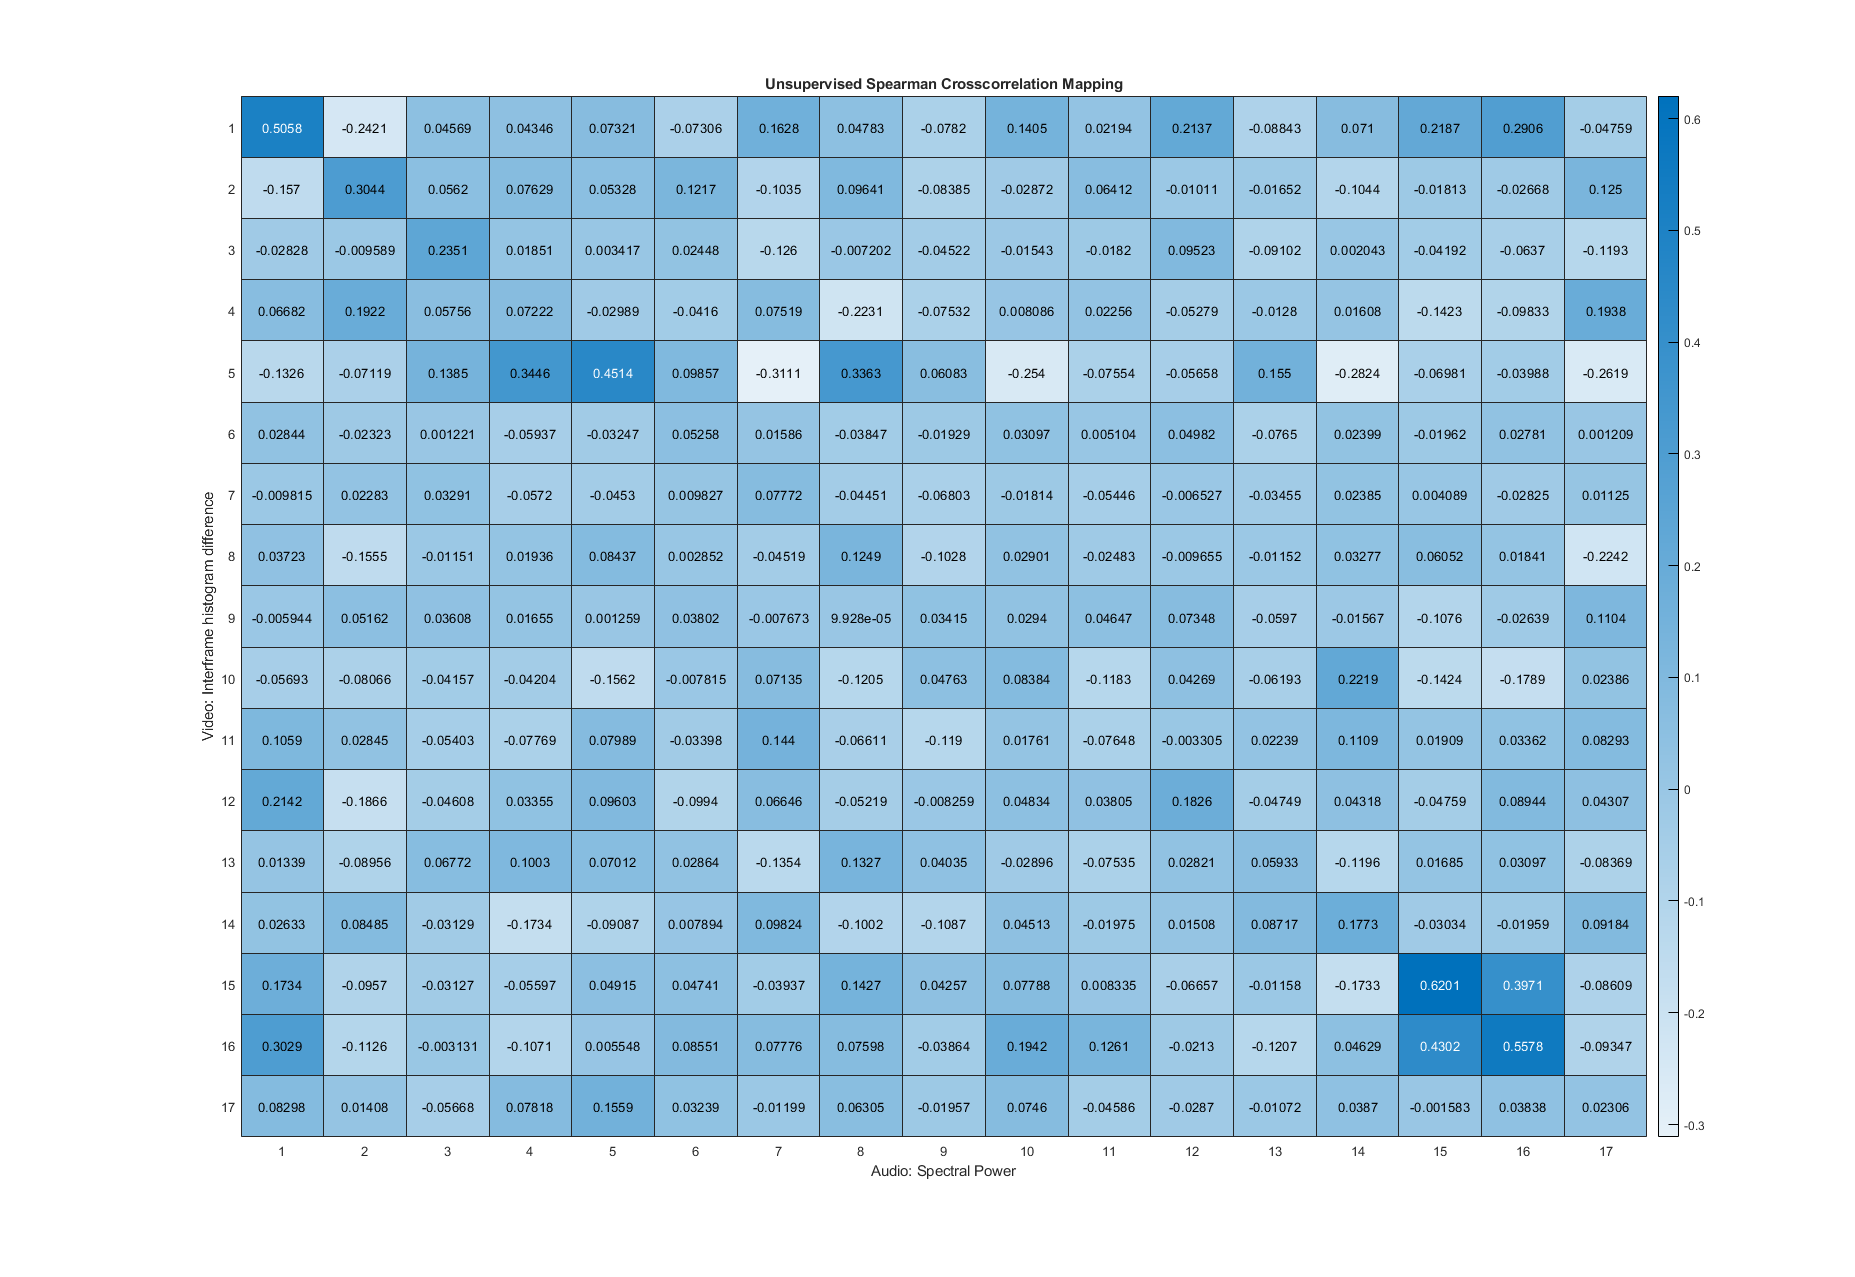 Unsupervised Spearman Crosscorrelation Mapping
1 0.5058 -0.2421 0.04569 0.04346 0.07321 -0.07306 0.1628 0.04783 -0.0782 0.1405 0.02194 0.2137 -0.08843 0.071 0.2187 0.2906 -0.04759
2 -0.157 0.3044 0.0562 0.07629 0.05328 0.1217 -0.1035 0.09641 -0.08385 -0.02872 0.06412 -0.01011 -0.01652 -0.1044 -0.01813 -0.02668 0.125
3 -0.02828 -0.009589 0.2351 0.01851 0.003417 0.02448 -0.126 -0.007202 -0.04522 -0.01543 -0.0182 0.09523 -0.09102 0.002043 -0.04192 -0.0637 -0.1193
4 0.06682 0.1922 0.05756 0.07222 -0.02989 -0.0416 0.07519 -0.2231 -0.07532 0.008086 0.02256 -0.05279 -0.0128 0.01608 -0.1423 -0.09833 0.1938
5 -0.1326 -0.07119 0.1385 0.3446 0.4514 0.09857 -0.3111 0.3363 0.06083 -0.254 -0.07554 -0.05658 0.155 -0.2824 -0.06981 -0.03988 -0.2619
6 0.02844 -0.02323 0.001221 -0.05937 -0.03247 0.05258 0.01586 -0.03847 -0.01929 0.03097 0.005104 0.04982 -0.0765 0.02399 -0.01962 0.02781 0.001209
7 -0.009815 0.02283 0.03291 -0.0572 -0.0453 0.009827 0.07772 -0.04451 -0.06803 -0.01814 -0.05446 -0.006527 -0.03455 0.02385 0.004089 -0.02825 0.01125
8 0.03723 -0.1555 -0.01151 0.01936 0.08437 0.002852 -0.04519 0.1249 -0.1028 0.02901 -0.02483 -0.009655 -0.01152 0.03277 0.06052 0.01841 -0.2242
9 -0.005944 0.05162 0.03608 0.01655 0.001259 0.03802 -0.007673 9.928e-05 0.03415 0.0294 0.04647 0.07348 -0.0597 -0.01567 -0.1076 -0.02639 0.1104
10 -0.05693 -0.08066 -0.04157 -0.04204 -0.1562 -0.007815 0.07135 -0.1205 0.04763 0.08384 -0.1183 0.04269 -0.06193 0.2219 -0.1424 -0.1789 0.02386
11 0.1059 0.02845 -0.05403 -0.07769 0.07989 -0.03398 0.144 -0.06611 -0.119 0.01761 -0.07648 -0.003305 0.02239 0.1109 0.01909 0.03362 0.08293
12 0.2142 -0.1866 -0.04608 0.03355 0.09603 -0.0994 0.06646 -0.05219 -0.008259 0.04834 0.03805 0.1826 -0.04749 0.04318 -0.04759 0.08944 0.04307
13 0.01339 -0.08956 0.06772 0.1003 0.07012 0.02864 -0.1354 0.1327 0.04035 -0.02896 -0.07535 0.02821 0.05933 -0.1196 0.01685 0.03097 -0.08369
14 0.02633 0.08485 -0.03129 -0.1734 -0.09087 0.007894 0.09824 -0.1002 -0.1087 0.04513 -0.01975 0.01508 0.08717 0.1773 -0.03034 -0.01959 0.09184
15 0.1734 -0.0957 -0.03127 -0.05597 0.04915 0.04741 -0.03937 0.1427 0.04257 0.07788 0.008335 -0.06657 -0.01158 -0.1733 0.6201 0.3971 -0.08609
16 0.3029 -0.1126 -0.003131 -0.1071 0.005548 0.08551 0.07776 0.07598 -0.03864 0.1942 0.1261 -0.0213 -0.1207 0.04629 0.4302 0.5578 -0.09347
17 0.08298 0.01408 -0.05668 0.07818 0.1559 0.03239 -0.01199 0.06305 -0.01957 0.0746 -0.04586 -0.0287 -0.01072 0.0387 -0.001583 0.03838 0.02306
1 2 3 4 5 6 7 8 9 10 11 12 13 14 15 16 17
Audio: Spectral Power
Video: Interframe histogram difference
0.6
0.5
0.4
0.3
0.2
0.1
0
-0.1
-0.2
-0.3